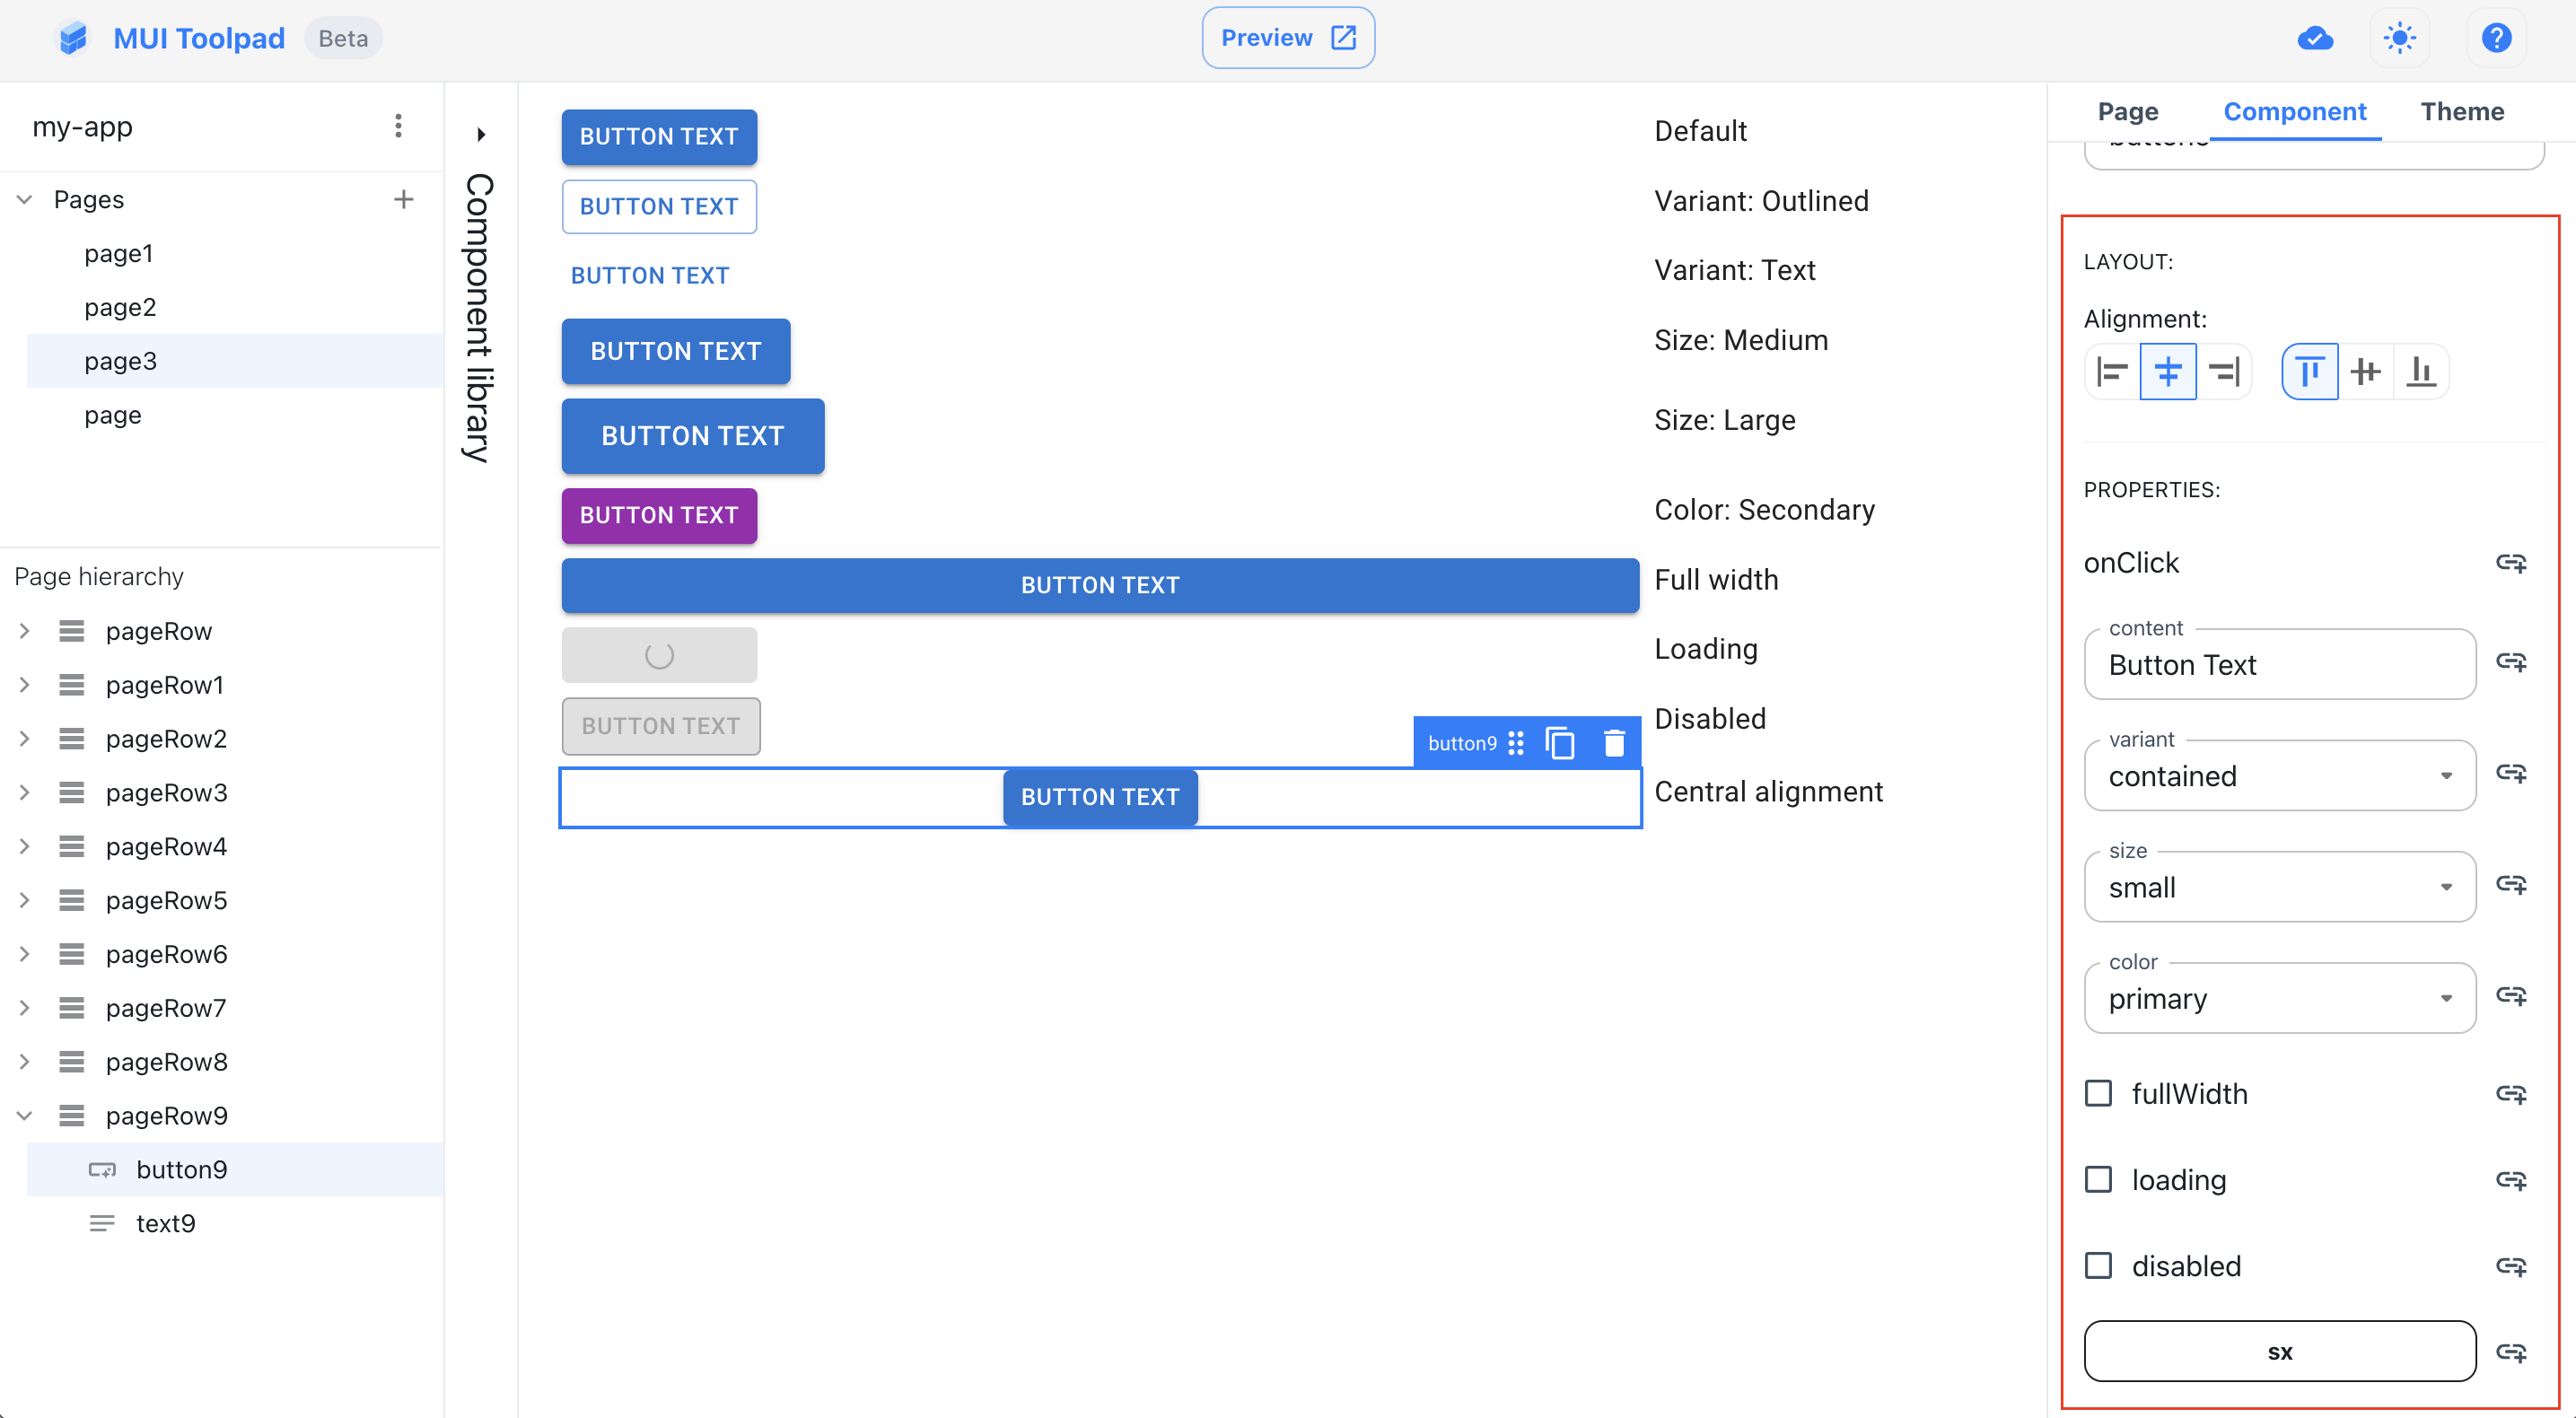 MUI Toolpad Beta
Preview
my-app
Pages
page1
page2
page3
page
Page hierarchy
pageRow
pageRow1
pageRow2
pageRow3
pageRow4
pageRow5
pageRow6
pageRow7
pageRow8
pageRow9
button9
text9
Component library
BUTTON TEXT Default
BUTTON TEXT Variant: Outlined
BUTTON TEXT Variant: Text
BUTTON TEXT Size: Medium
BUTTON TEXT Size: Large
BUTTON TEXT Color: Secondary
BUTTON TEXT Full width
Loading
BUTTON TEXT Disabled
button9
BUTTON TEXT Central alignment
Page Component Theme
LAYOUT:
Alignment:
PROPERTIES:
onClick
content
Button Text
variant
contained
size
small
color
primary
fullWidth
loading
disabled
sx